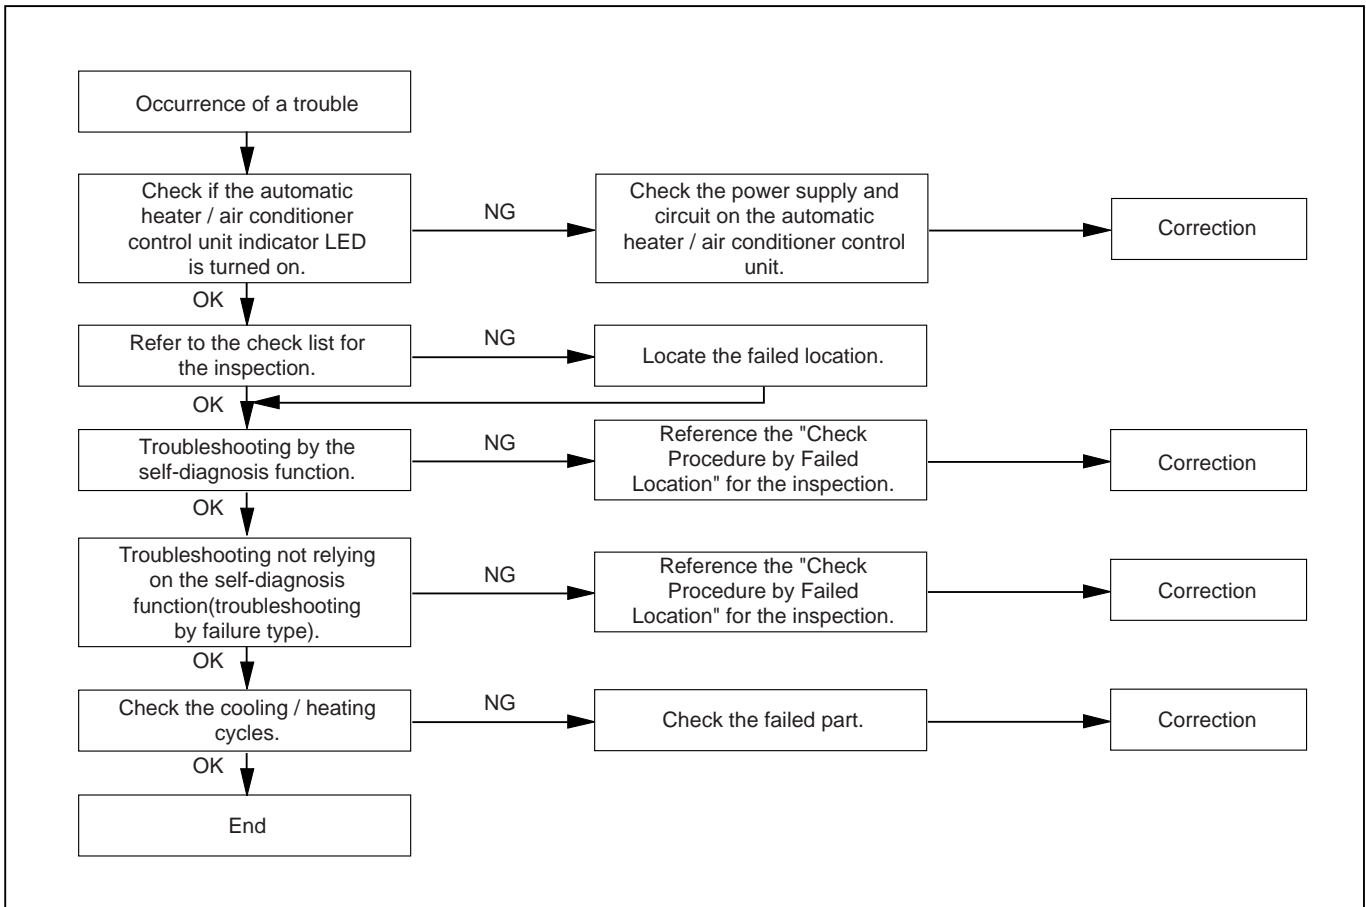 Occurrence of a trouble
Check if the automatic
heater / air conditioner
control unit indicator LED
is turned on.
NG
Check the power supply and
circuit on the automatic
heater / air conditioner control
unit.
Correction
OK
Refer to the check list for
the inspection.
NG
Locate the failed location.
OK
Troubleshooting by the
self-diagnosis function.
NG
Reference the "Check
Procedure by Failed
Location" for the inspection.
Correction
OK
Troubleshooting not relying
on the self-diagnosis
function(troubleshooting
by failure type).
NG
Reference the "Check
Procedure by Failed
Location" for the inspection.
Correction
OK
Check the cooling / heating
cycles.
NG
Check the failed part.
Correction
OK
End